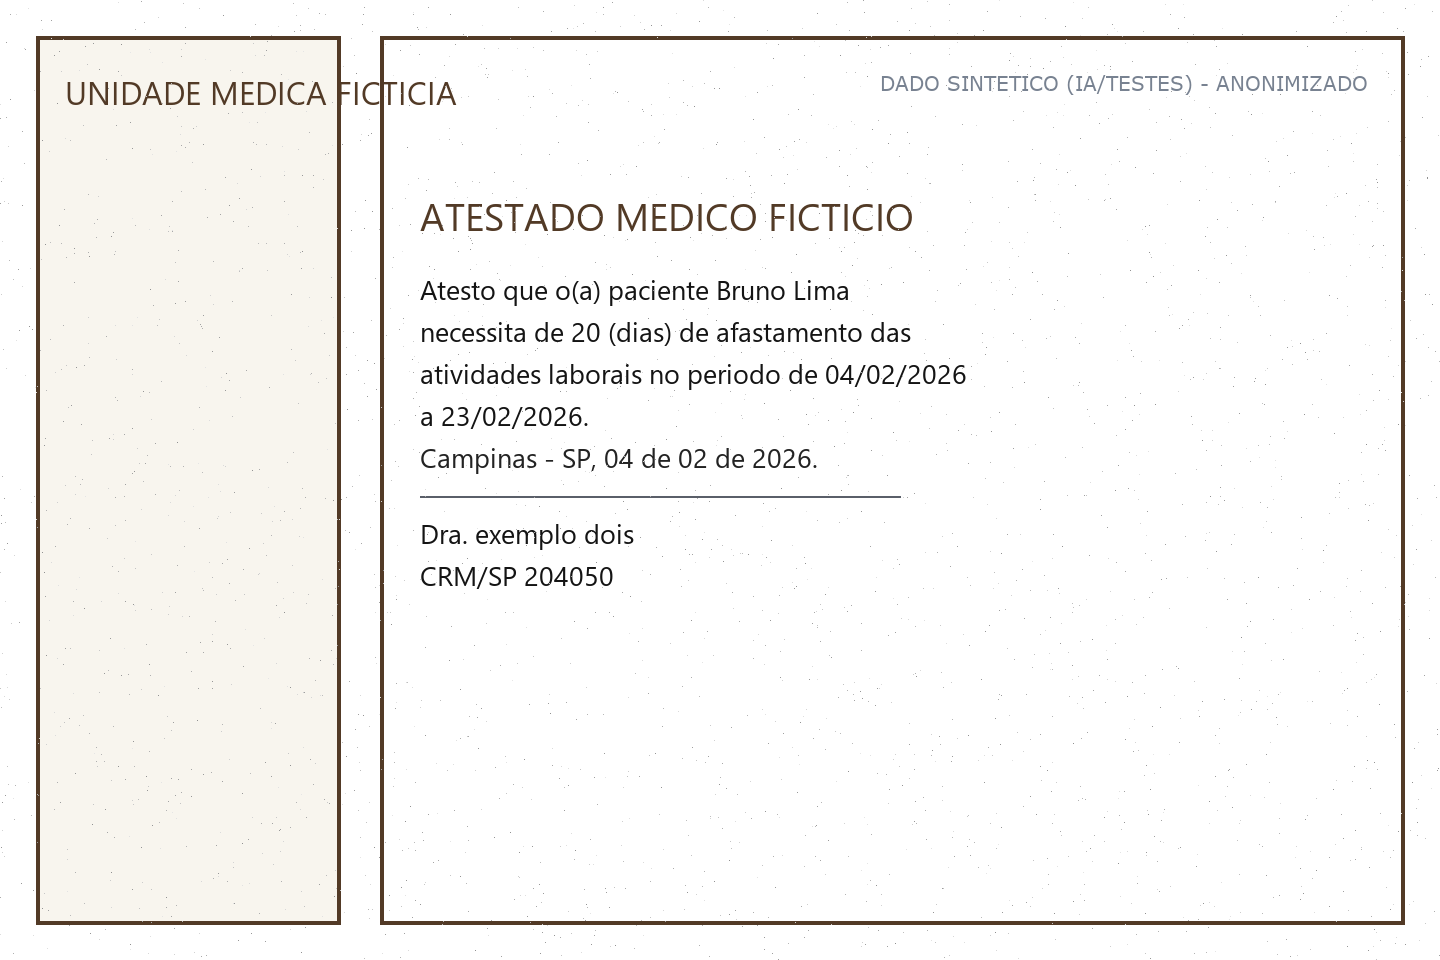 UNIDADE MEDICA FICTICIA
DADO SINTETICO (IA/TESTES) - ANONIMIZADO
ATESTADO MEDICO FICTICIO
Atesto que o(a) paciente Bruno Lima
necessita de 20 (dias) de afastamento das
atividades laborais no periodo de 04/02/2026
a 23/02/2026.
Campinas - SP, 04 de 02 de 2026.
Dra. exemplo dois
CRM/SP 204050